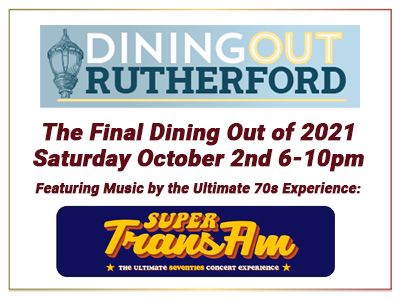 DINING OUT
RUTHERFORD
The Final Dining Out of 2021
Saturday October 2nd 6-10pm
Featuring Music by the Ultimate 70s Experience:
SUPER
TransAm
★ THE ULTIMATE SEVENTIES CONCERT EXPERIENCE ★